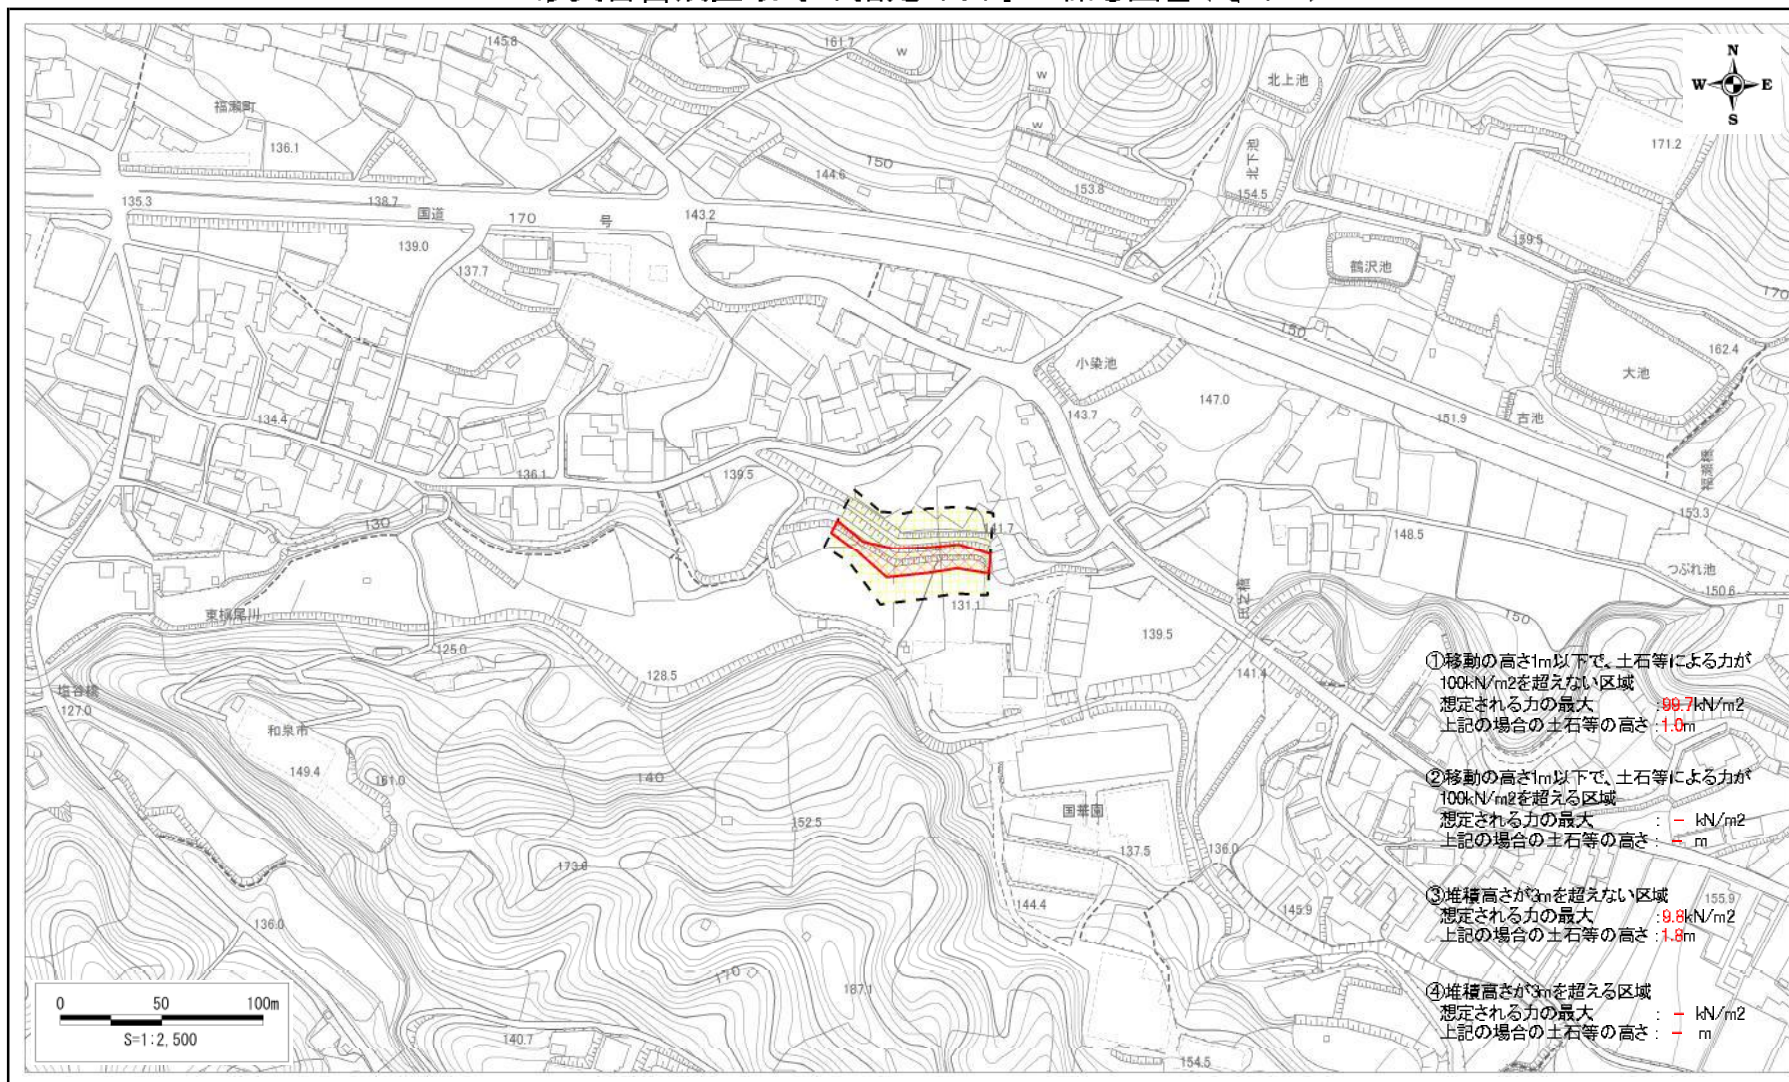 N
W E
S
145.8
161.7
W
W
W
北上池
福瀬町
136.1
150
144.6
153.8
北下池
154.5
171.2
135.3
138.7
国道 170 号
143.2
139.0
137.7
159.5
鶴沢池
170
150
小染池
143.7
147.0
大池
162.4
151.9
古池
134.4
136.1
139.5
福瀬橋
153.3
130
141.7
148.5
つぶれ池
150.6
150
東槇尾川
131.1
139.5
125.0
128.5
141.4
塩谷橋
127.0
和泉市
149.4
161.0
140
152.5
173.6
国華園
137.5
136.0
144.4
145.9
155.9
136.0
170
187.1
140.7
154.5
①移動の高さ1m以下で、土石等による力が
100kN/m2を超えない区域
想定される力の最大 :99.7kN/m2
上記の場合の土石等の高さ:1.0m
②移動の高さ1m以下で、土石等による力が
100kN/m2を超える区域
想定される力の最大 : - kN/m2
上記の場合の土石等の高さ: - m
③堆積高さが3mを超えない区域
想定される力の最大 :9.8kN/m2
上記の場合の土石等の高さ:1.8m
④堆積高さが3mを超える区域
想定される力の最大 : - kN/m2
上記の場合の土石等の高さ: - m
0 50 100m
S=1:2,500